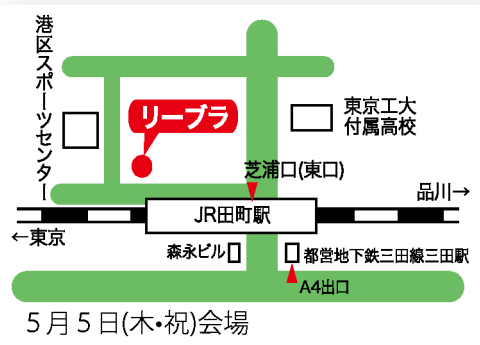 港区スポーツセンター
リーブラ
東京工大
付属高校
芝浦口(東口)
品川→
JR田町駅
←東京
森永ビル
都営地下鉄三田線三田駅
A4出口
5月5日(木・祝)会場